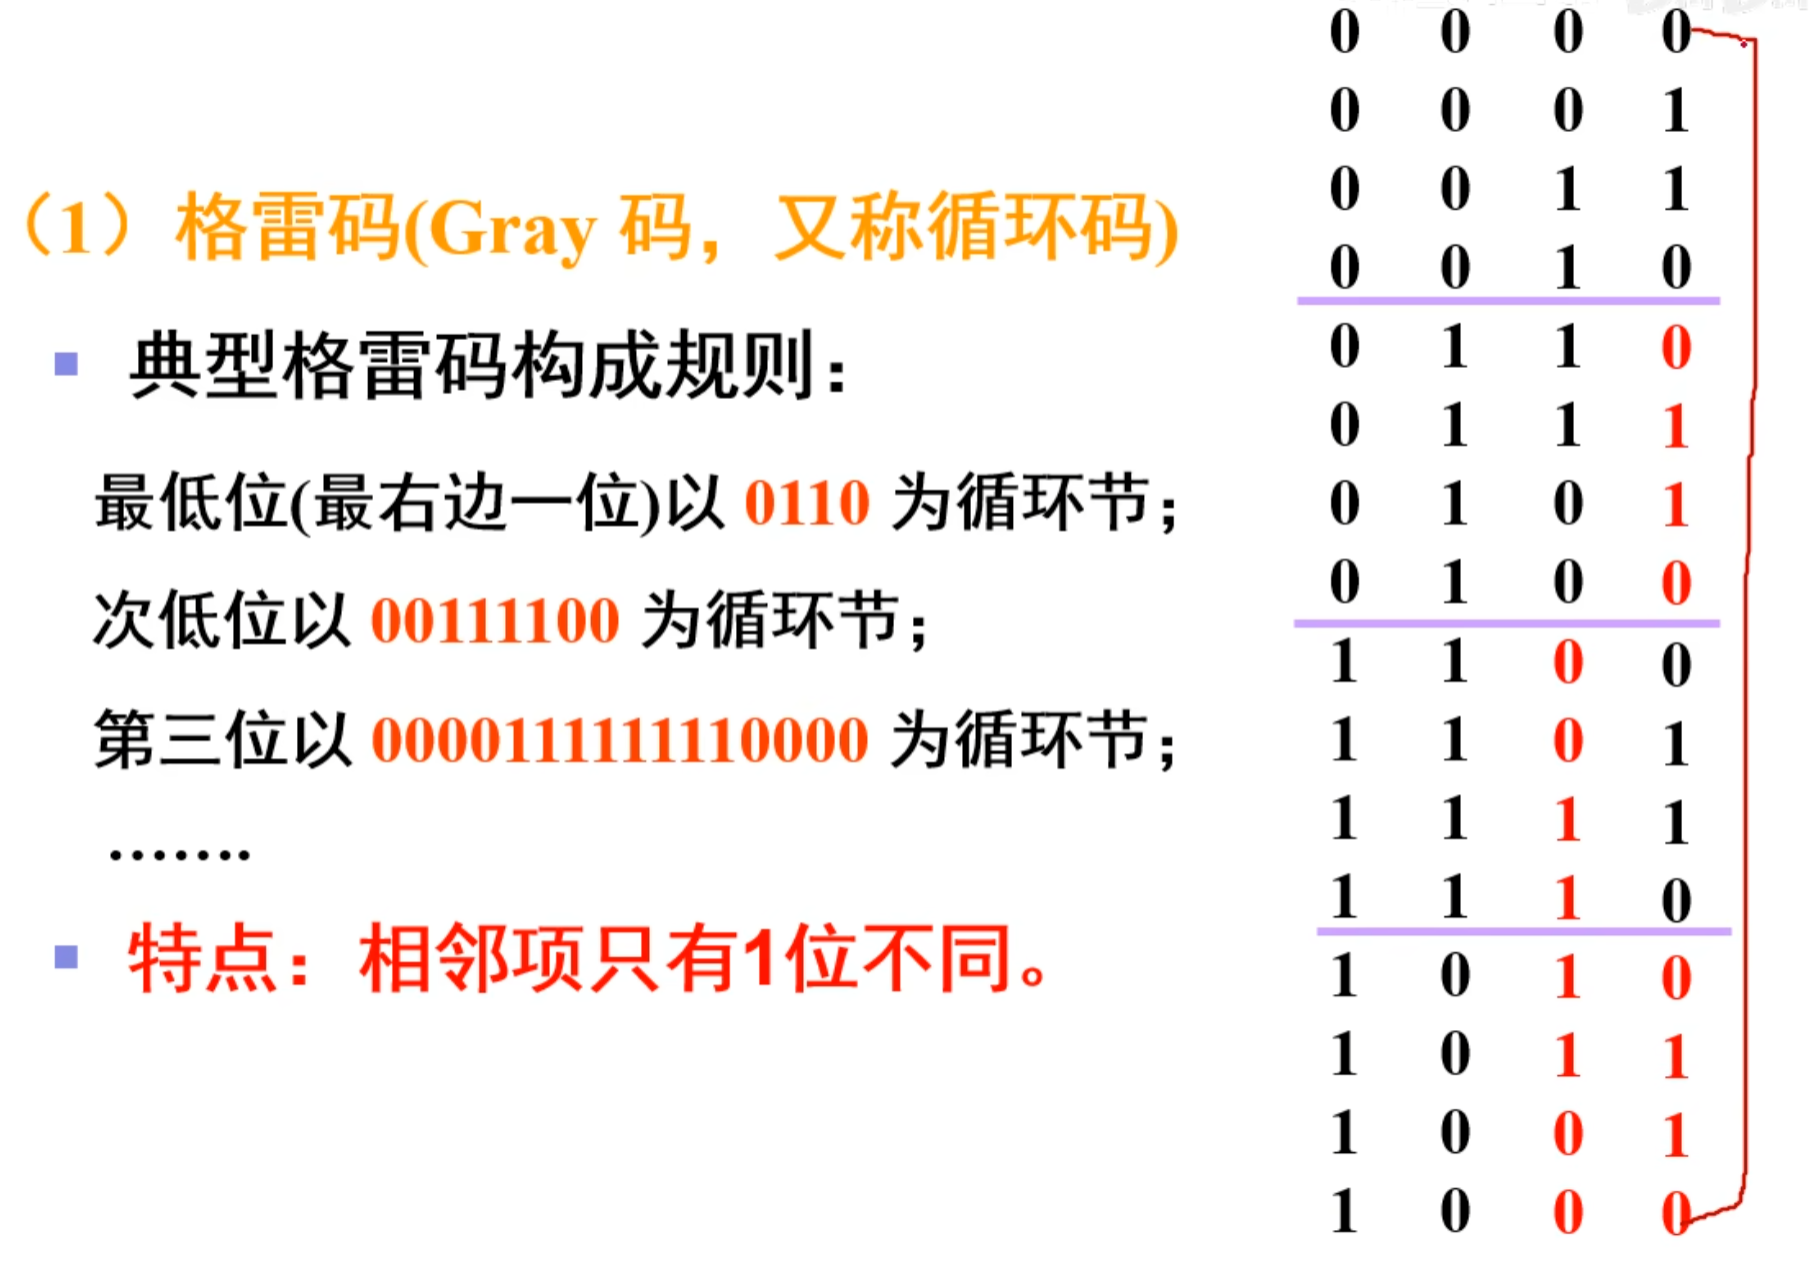 （1）格雷码(Gray 码，又称循环码)
典型格雷码构成规则：
最低位(最右边一位)以 0110 为循环节；
次低位以 00111100 为循环节；
第三位以 0000111111110000 为循环节；
…….
特点：相邻项只有1位不同。
0 0 0 0
0 0 0 1
0 0 1 1
0 0 1 0
0 1 1 0
0 1 1 1
0 1 0 1
0 1 0 0
1 1 0 0
1 1 0 1
1 1 1 1
1 1 1 0
1 0 1 0
1 0 1 1
1 0 0 1
1 0 0 0